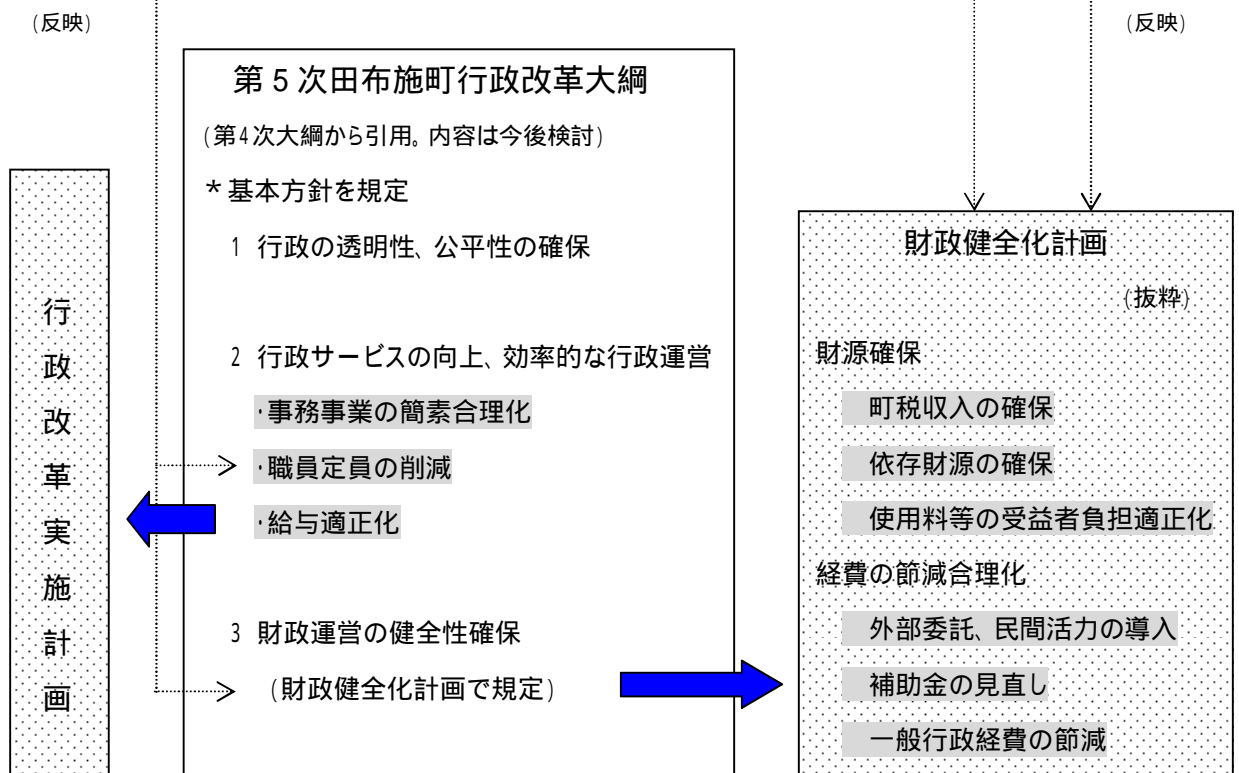 (反映)
(反映)
第5次田布施町行政改革大綱
(第4次大綱から引用。内容は今後検討)
*基本方針を規定
1 行政の透明性、公平性の確保
2 行政サービスの向上、効率的な行政運営
・事務事業の簡素合理化
・職員定員の削減
・給与適正化
3 財政運営の健全性確保
(財政健全化計画で規定)
行政改革実施計画
財政健全化計画
(抜粋)
財源確保
町税収入の確保
依存財源の確保
使用料等の受益者負担適正化
経費の節減合理化
外部委託、民間活力の導入
補助金の見直し
一般行政経費の節減